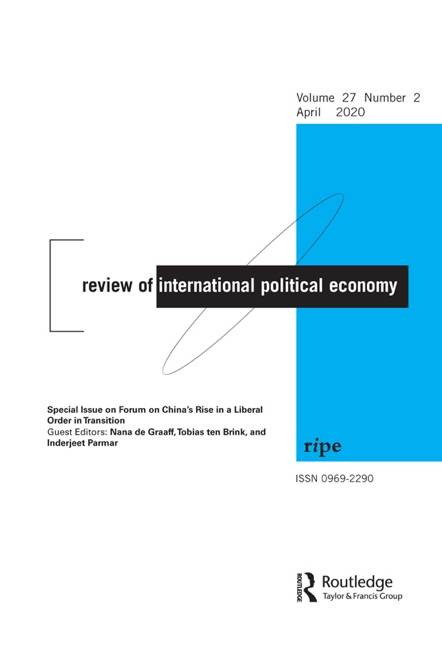 Volume 27 Number 2
April 2020
review of international political economy
Special Issue on Forum on China's Rise in a Liberal
Order in Transition
Guest Editors: Nana de Graaff, Tobias ten Brink, and
Inderjeet Parmar
ripe
ISSN 0969-2290
ROUTLEDGE
Routledge
Taylor & Francis Group